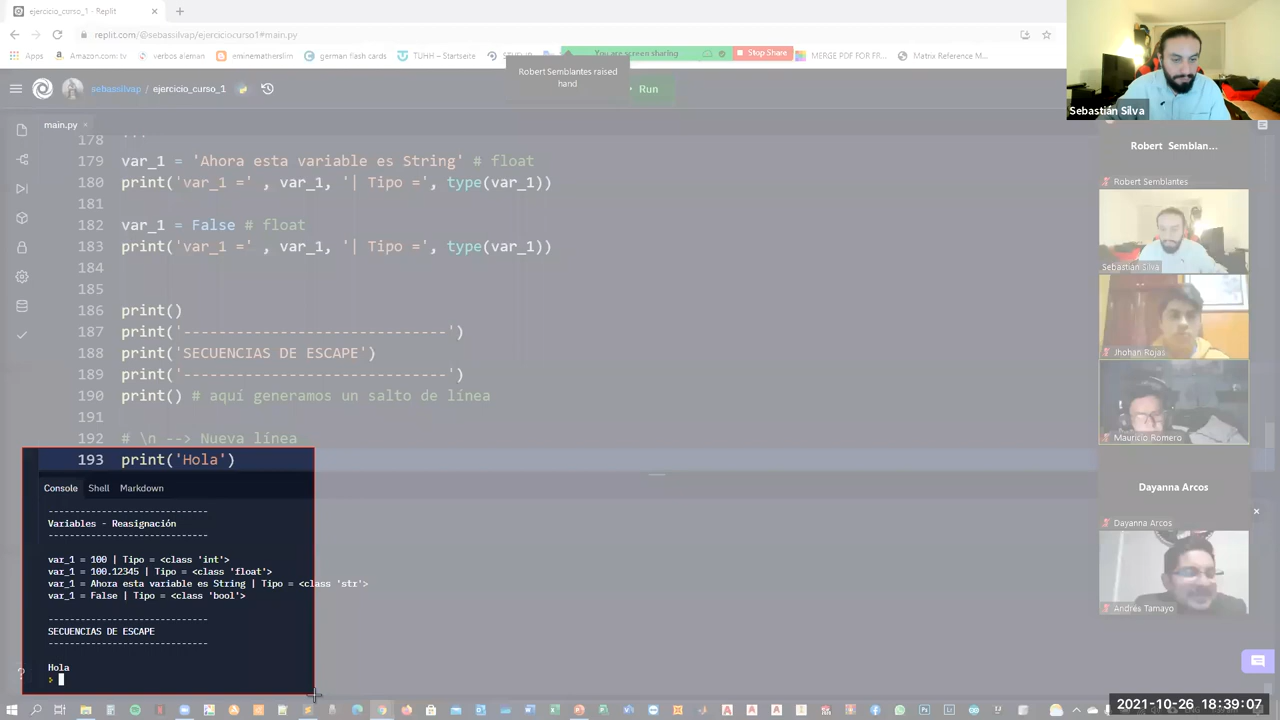 ejercicio_curso_1 - Replit
replit.com/@sebassilvap/ejerciciocurso1#main.py
Apps
Amazon.com: tv
verbos aleman
einematherslim
german flash cards
TUHH – Startseite
You are screen sharing
Stop Share
MERGE PDF FOR FR...
Matrix Reference M...
Robert Semblantes raised
hand
sebassilvap / ejercicio_curso_1
Run
main.py
178 '''
179 var_1 = 'Ahora esta variable es String' # float
180 print('var_1 =' , var_1, '| Tipo =', type(var_1))
181
182 var_1 = False # float
183 print('var_1 =' , var_1, '| Tipo =', type(var_1))
184
185
186 print()
187 print('------------------------------')
188 print('SECUENCIAS DE ESCAPE')
189 print('------------------------------')
190 print() # aquí generamos un salto de línea
191
192 # \n --> Nueva línea
193 print('Hola')
Console
Shell
Markdown
------------------------------
Variables - Reasignación
------------------------------
var_1 = 100 | Tipo = <class 'int'>
var_1 = 100.12345 | Tipo = <class 'float'>
var_1 = Ahora esta variable es String | Tipo = <class 'str'>
var_1 = False | Tipo = <class 'bool'>
------------------------------
SECUENCIAS DE ESCAPE
------------------------------
Hola
>
Sebastián Silva
Robert Semblan...
Robert Semblantes
Sebastián Silva
Jhohan Rojas
Mauricio Romero
Dayanna Arcos
Dayanna Arcos
Andrés Tamayo
2021-10-26 18:39:07